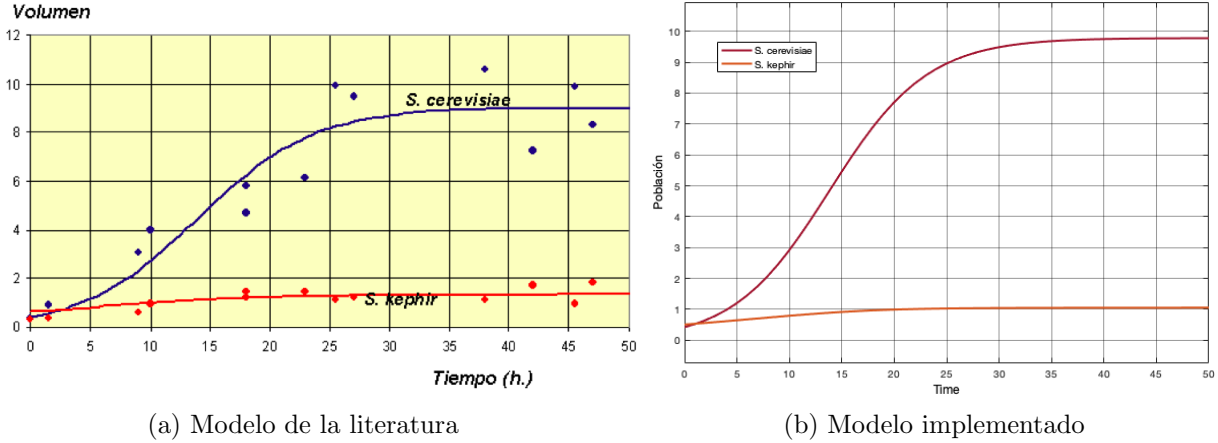 Volumen
12
10
8
6
4
2
0
S. cerevisiae
S. kephir
0 5 10 15 20 25 30 35 40 45 50
Tiempo (h.)
(a) Modelo de la literatura
10
9
8
7
6
5
4
3
2
1
0
Población
S. cerevisiae
S. kephir
0 5 10 15 20 25 30 35 40 45 50
Time
(b) Modelo implementado